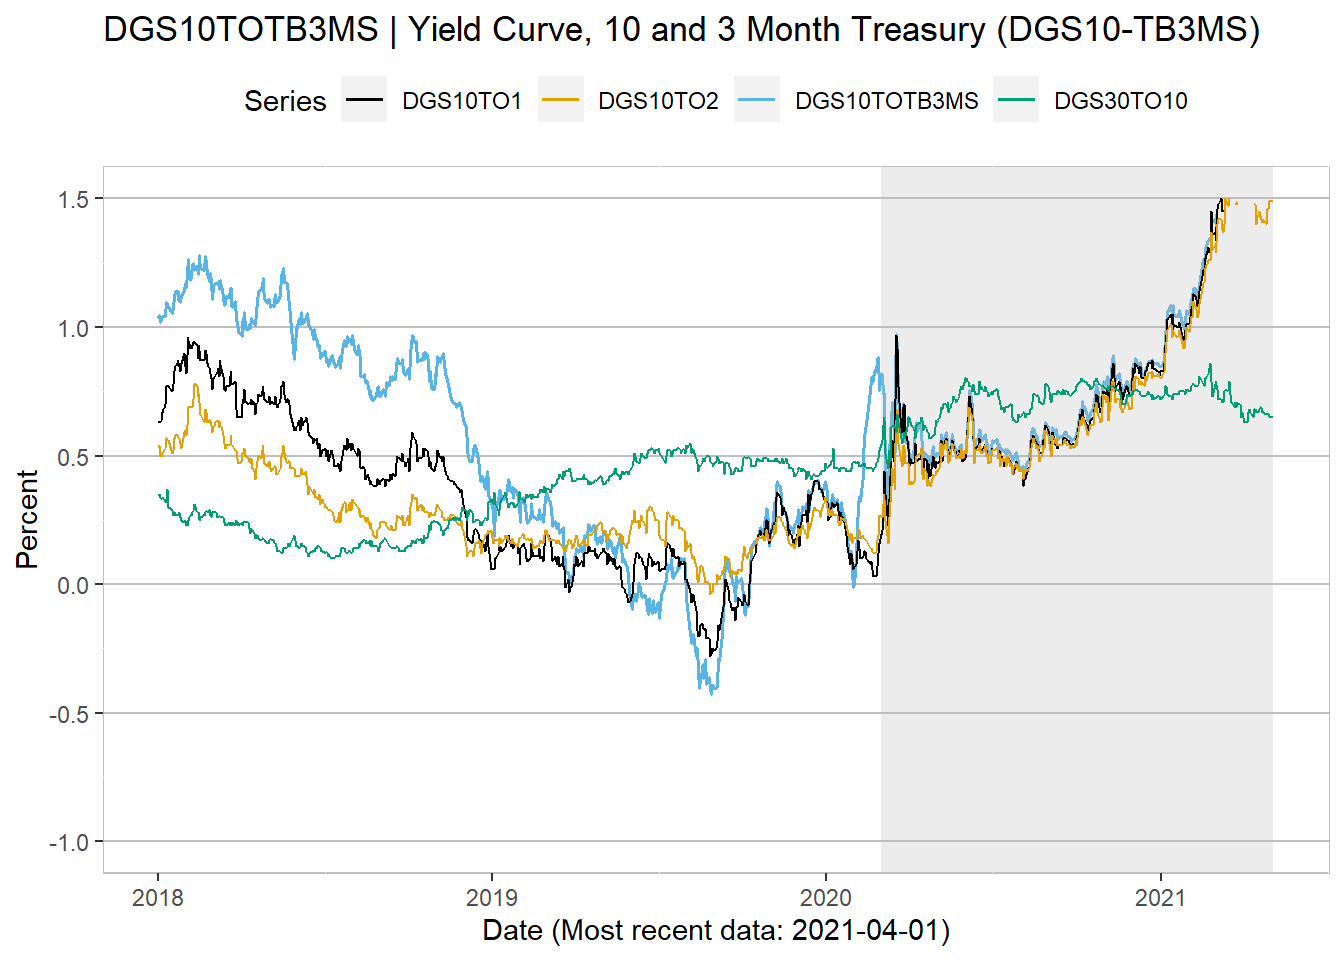 DGS10TOTB3MS | Yield Curve, 10 and 3 Month Treasury (DGS10-TB3MS)
Series DGS10TO1 DGS10TO2 DGS10TOTB3MS DGS30TO10
Percent
1.5
1.0
0.5
0.0
-0.5
-1.0
2018 2019 2020 2021
Date (Most recent data: 2021-04-01)